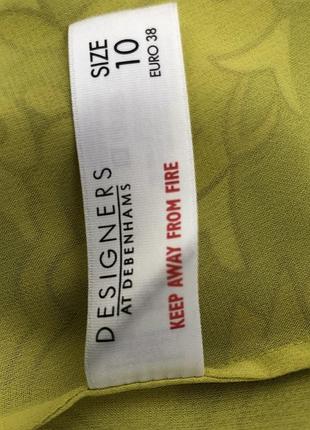 DESIGNERS
AT DEBENHAMS
SIZE
10
EURO 38
KEEP AWAY FROM FIRE